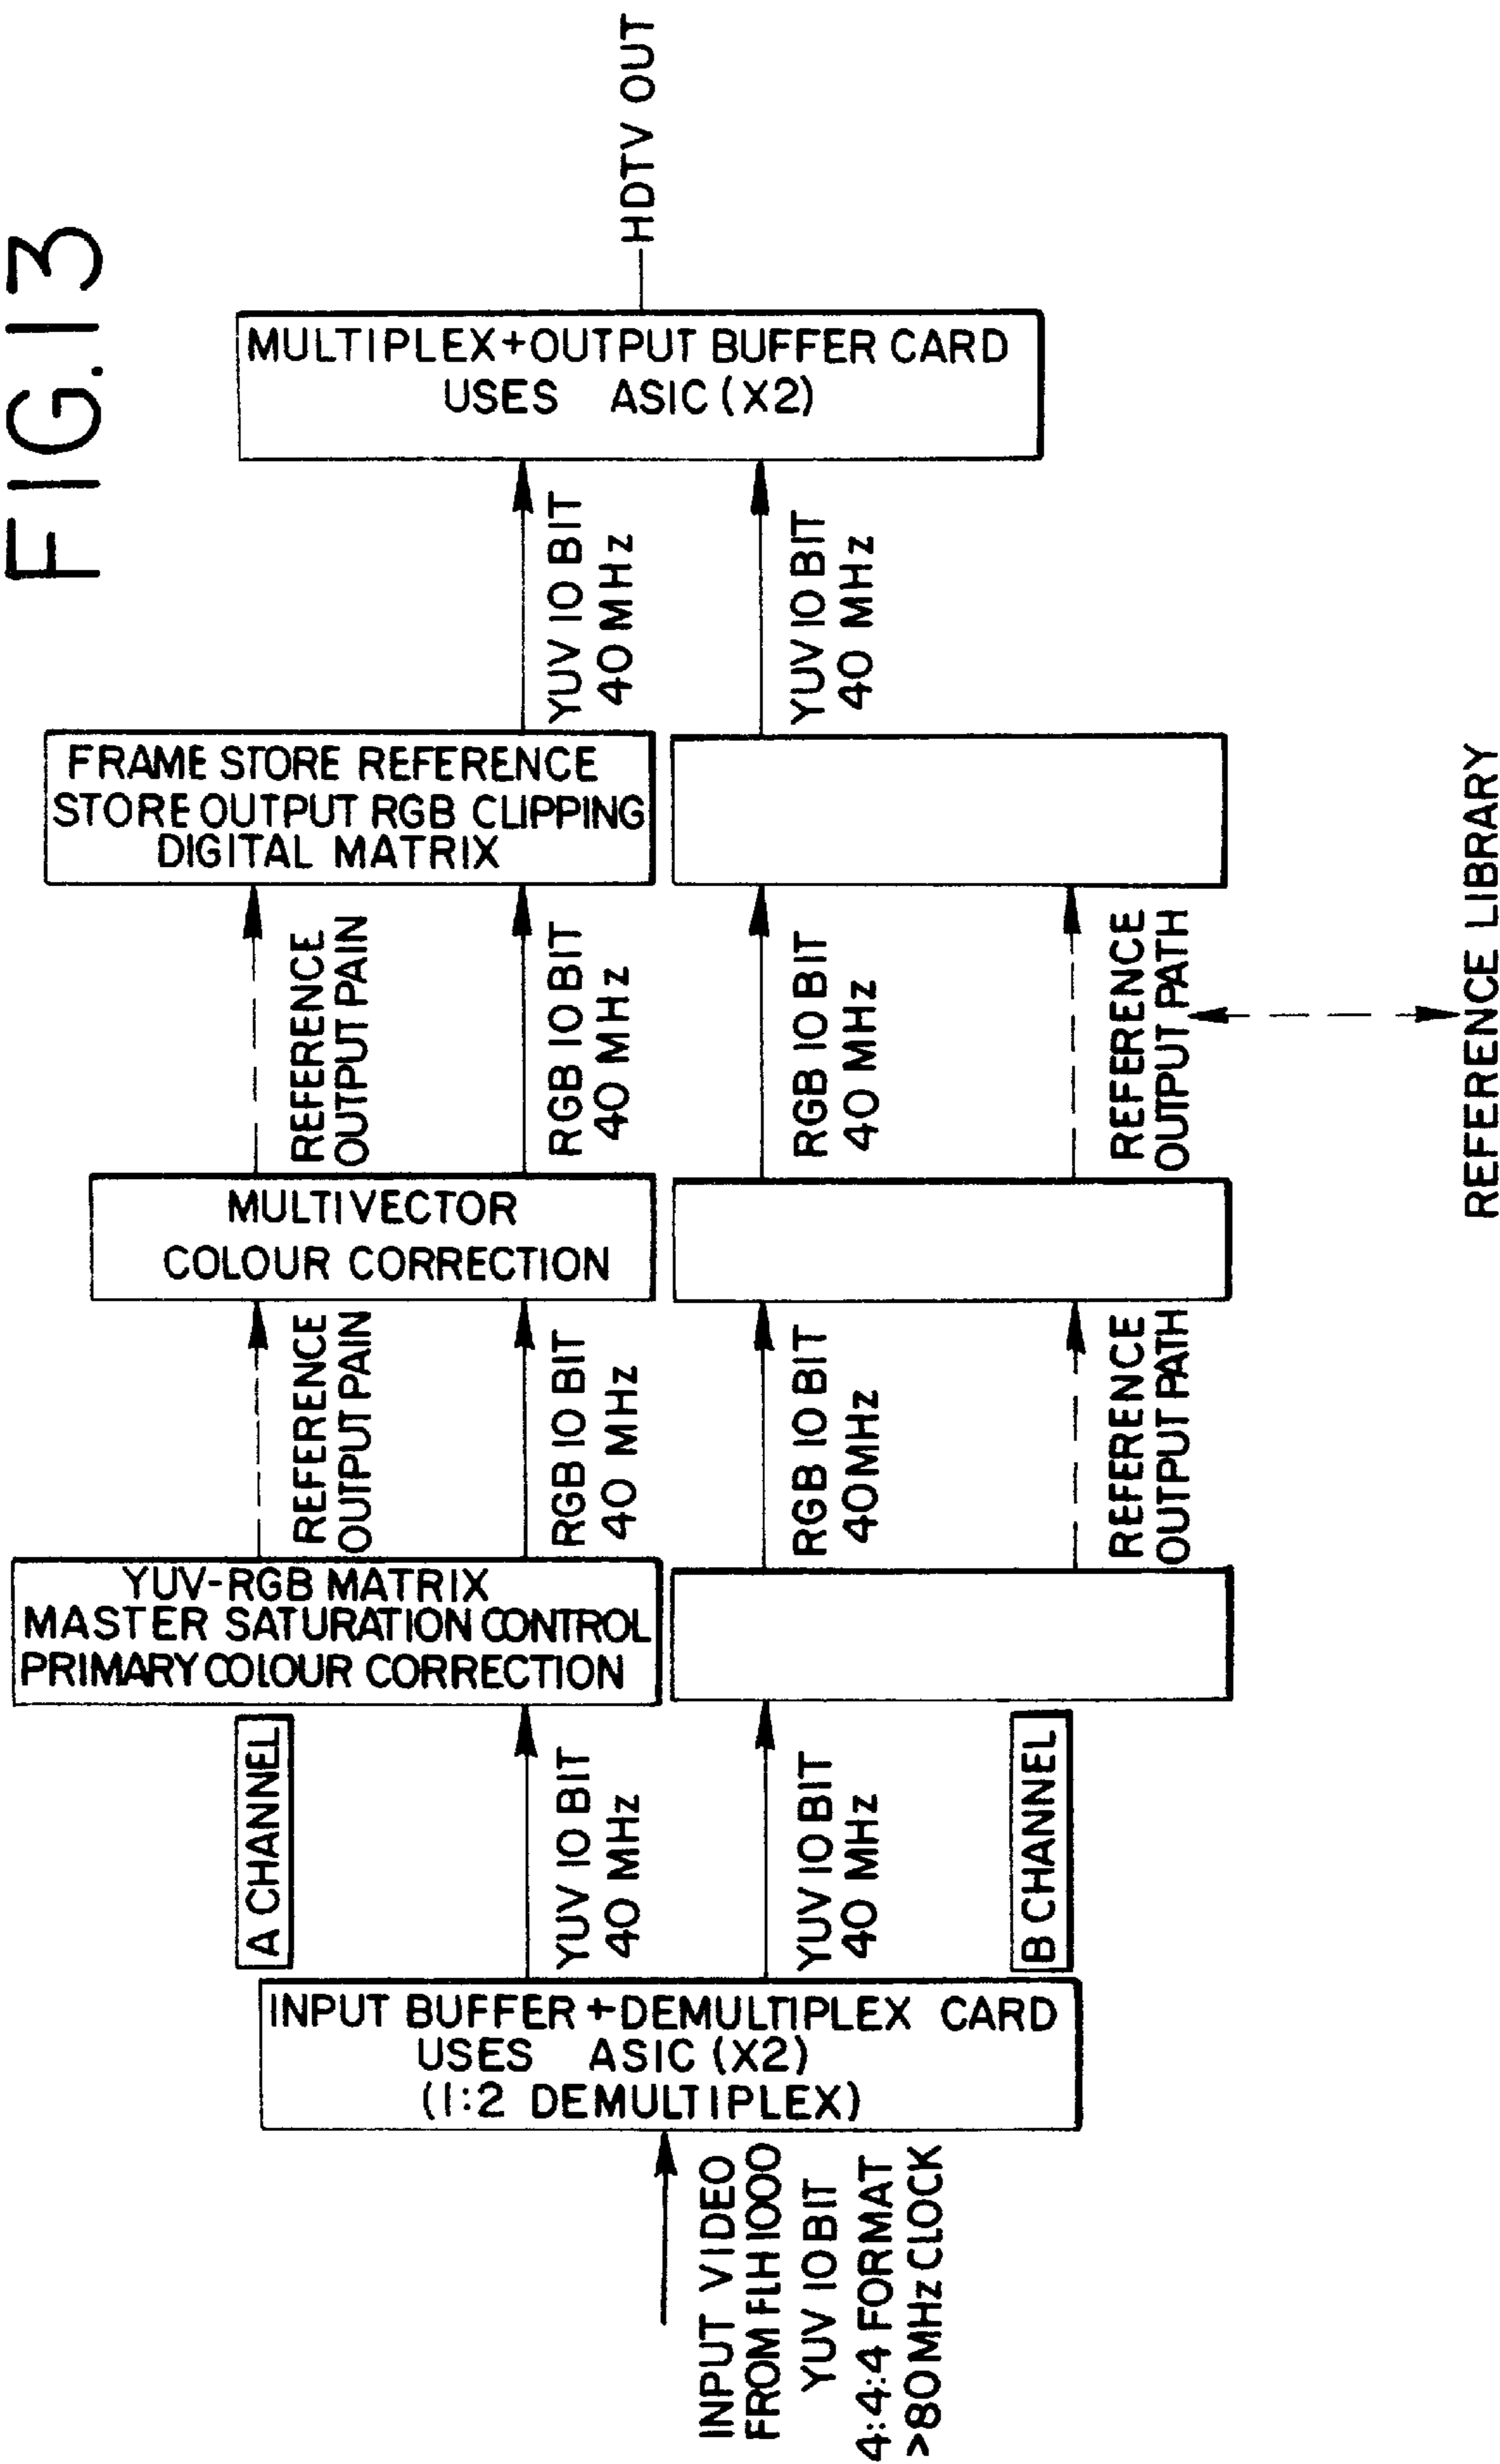 FIG.13
INPUT VIDEO
FROM FLH1000
YUV 10BIT
4:4:4 FORMAT
>80MHz CLOCK
INPUT BUFFER+DEMULTIPLEX CARD
USES ASIC (X2)
(1:2 DEMULTIPLEX)
A CHANNEL
YUV 10 BIT
40 MHz
YUV 10 BIT
40 MHz
B CHANNEL
YUV-RGB MATRIX
MASTER SATURATION CONTROL
PRIMARY COLOUR CORRECTION
REFERENCE
OUTPUT PAIN
RGB 10 BIT
40 MHz
RGB 10 BIT
40MHz
REFERENCE
OUTPUT PATH
MULTIVECTOR
COLOUR CORRECTION
REFERENCE
OUTPUT PAIN
RGB 10 BIT
40 MHz
RGB 10 BIT
40 MHz
REFERENCE
OUTPUT PATH
REFERENCE LIBRARY
FRAME STORE REFERENCE
STORE OUTPUT RGB CLIPPING
DIGITAL MATRIX
YUV 10 BIT
40 MHz
YUV 10 BIT
40 MHz
MULTIPLEX+OUTPUT BUFFER CARD
USES ASIC (X2)
HDTV OUT